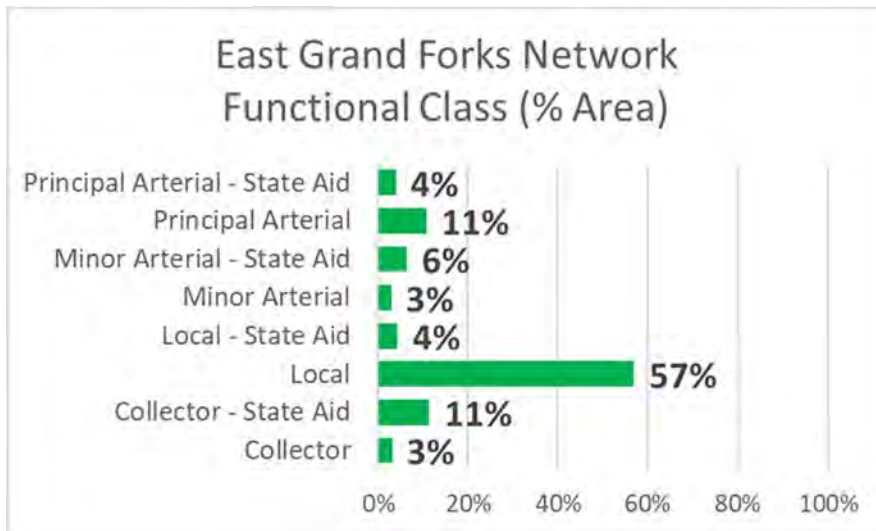 East Grand Forks Network
Functional Class (% Area)
Principal Arterial - State Aid 4%
Principal Arterial 11%
Minor Arterial - State Aid 6%
Minor Arterial 3%
Local - State Aid 4%
Local 57%
Collector - State Aid 11%
Collector 3%
0% 20% 40% 60% 80% 100%